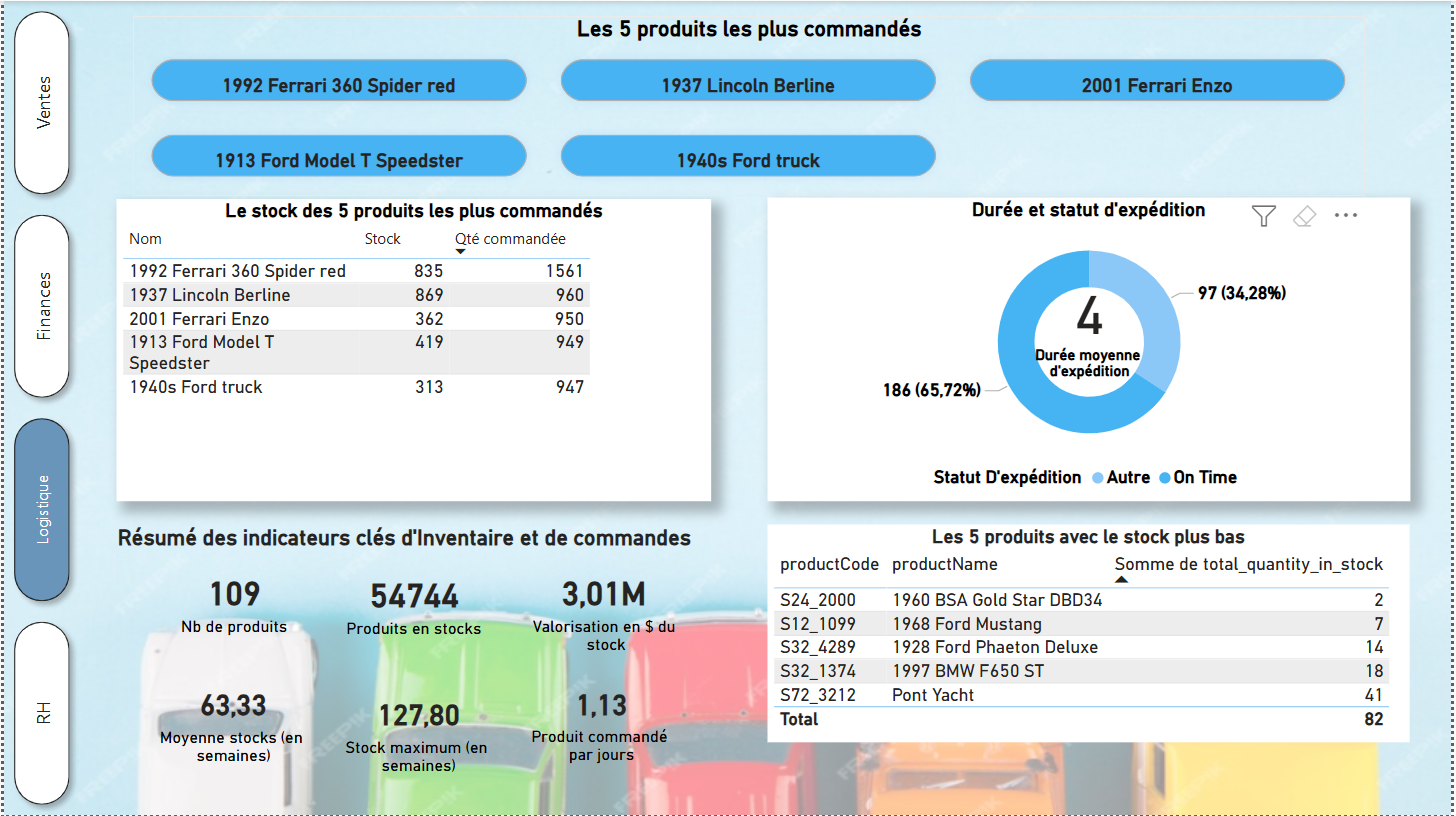 Les 5 produits les plus commandés
Ventes
1992 Ferrari 360 Spider red
1937 Lincoln Berline
2001 Ferrari Enzo
1913 Ford Model T Speedster
1940s Ford truck
Finances
Le stock des 5 produits les plus commandés
Nom Stock Qté commandée
1992 Ferrari 360 Spider red 835 1561
1937 Lincoln Berline 869 960
2001 Ferrari Enzo 362 950
1913 Ford Model T 419 949
Speedster
1940s Ford truck 313 947
Durée et statut d'expédition
97 (34,28%)
4
Durée moyenne
d'expédition
186 (65,72%)
Statut D'expédition Autre On Time
Logistique
Résumé des indicateurs clés d'Inventaire et de commandes
109
Nb de produits
54744
Produits en stocks
3,01M
Valorisation en $ du
stock
63,33
Moyenne stocks (en
semaines)
127,80
Stock maximum (en
semaines)
1,13
Produit commandé
par jours
Les 5 produits avec le stock plus bas
productCode productName Somme de total_quantity_in_stock
S24_2000 1960 BSA Gold Star DBD34 2
S12_1099 1968 Ford Mustang 7
S32_4289 1928 Ford Phaeton Deluxe 14
S32_1374 1997 BMW F650 ST 18
S72_3212 Pont Yacht 41
Total 82
RH
FREEPIK